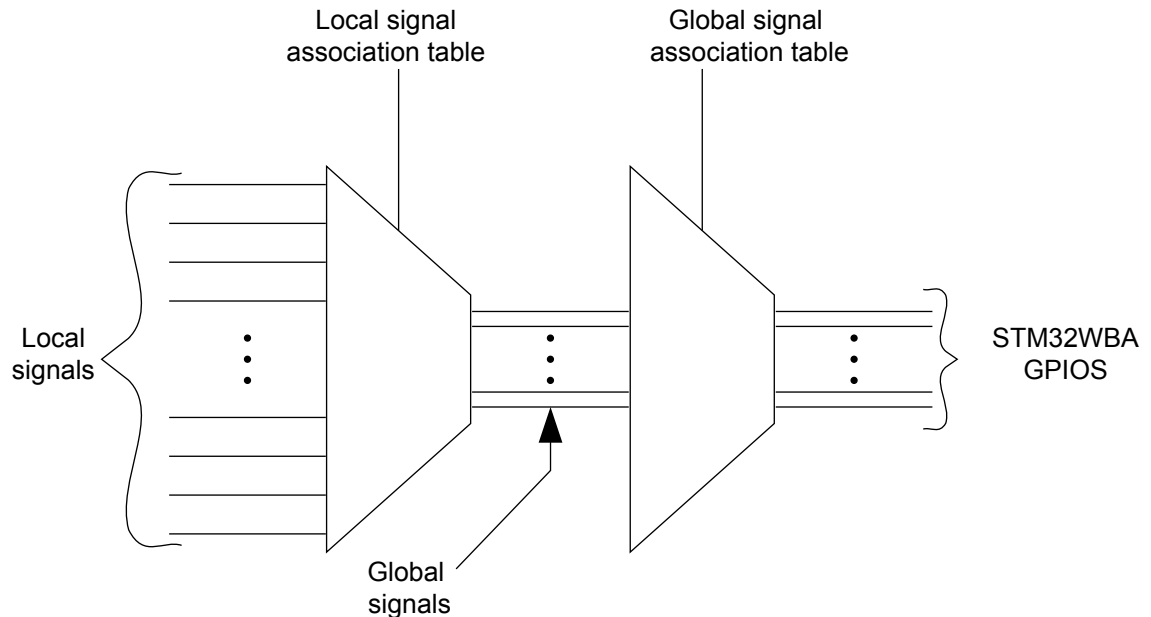 Local signal
association table
Global signal
association table
Local
signals
STM32WBA
GPIOS
Global
signals